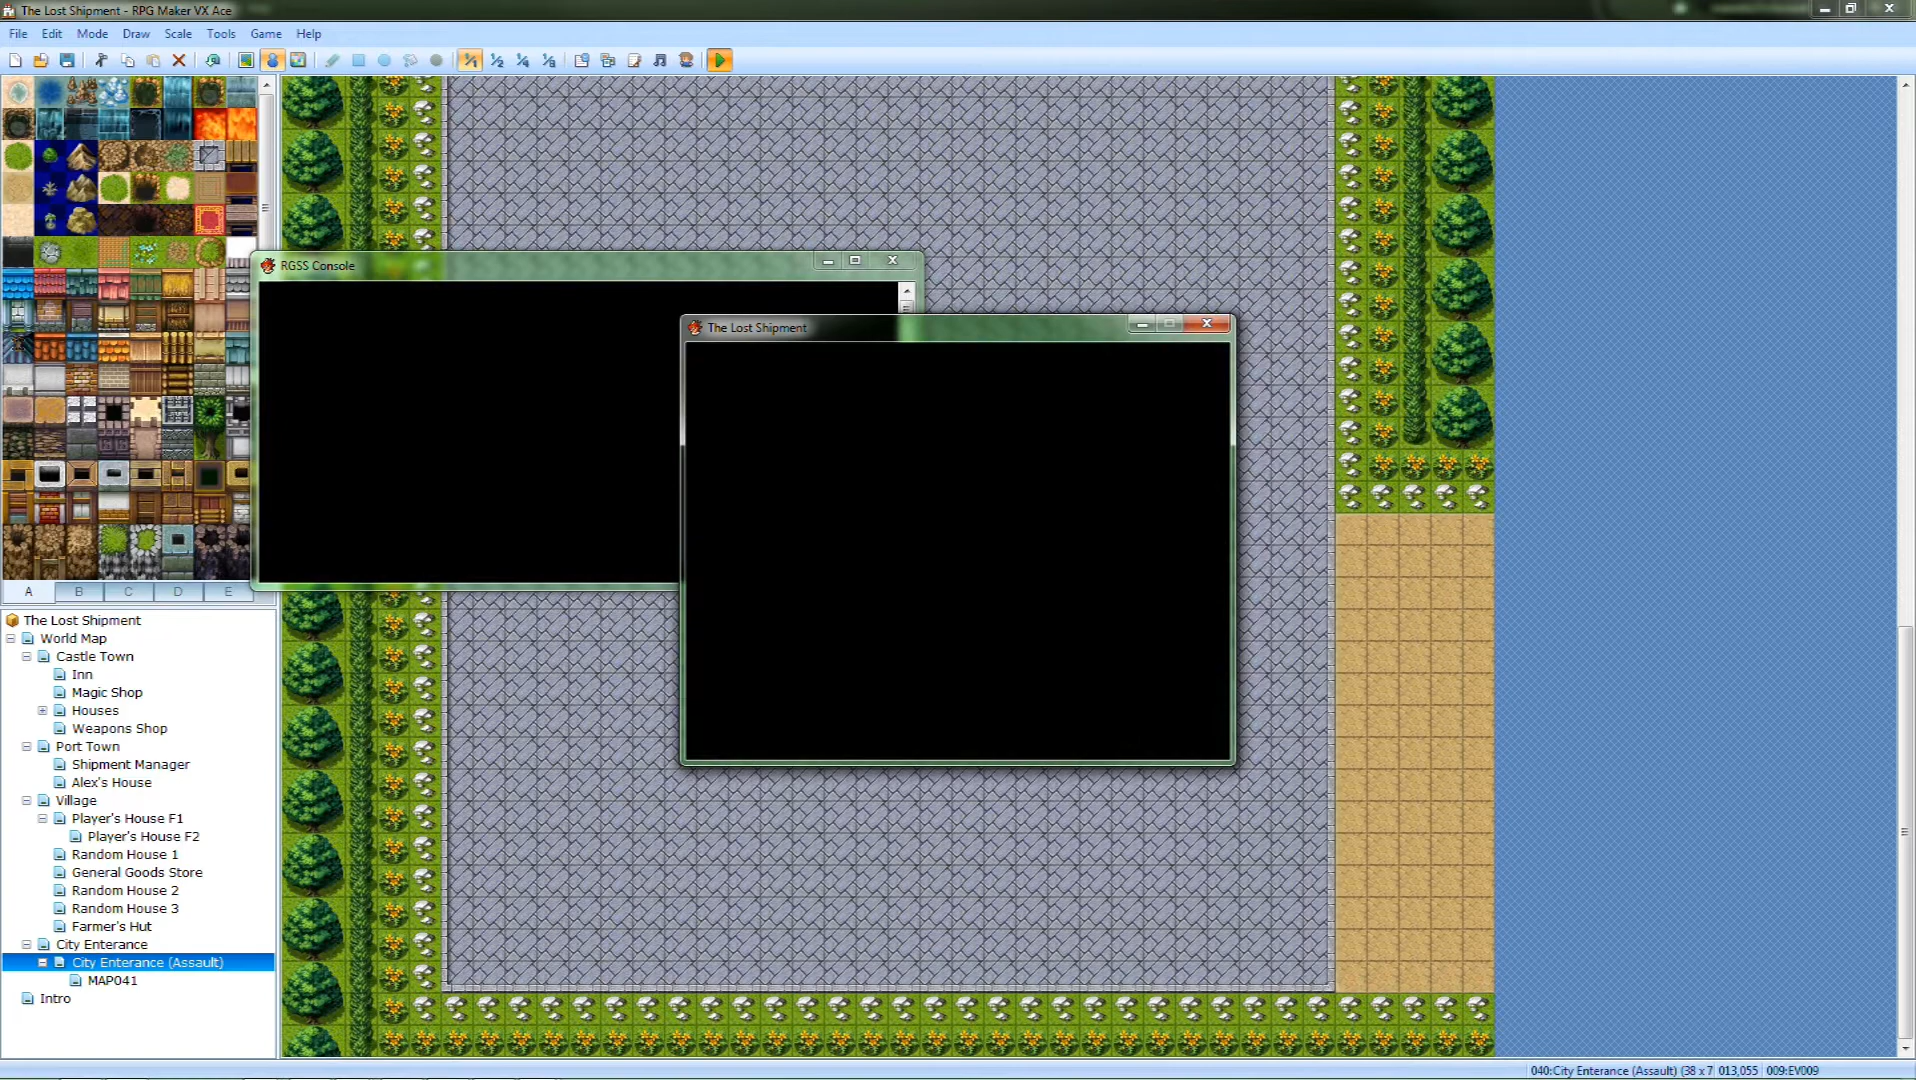 The Lost Shipment - RPG Maker VX Ace
File Edit Mode Draw Scale Tools Game Help
RGSS Console
The Lost Shipment
A B C D E
The Lost Shipment
World Map
Castle Town
Inn
Magic Shop
Houses
Weapons Shop
Port Town
Shipment Manager
Alex's House
Village
Player's House F1
Player's House F2
Random House 1
General Goods Store
Random House 2
Random House 3
Farmer's Hut
City Enterance
City Enterance (Assault)
MAP041
Intro
040:City Enterance (Assault) (38 x 7 013,055 009:EV009